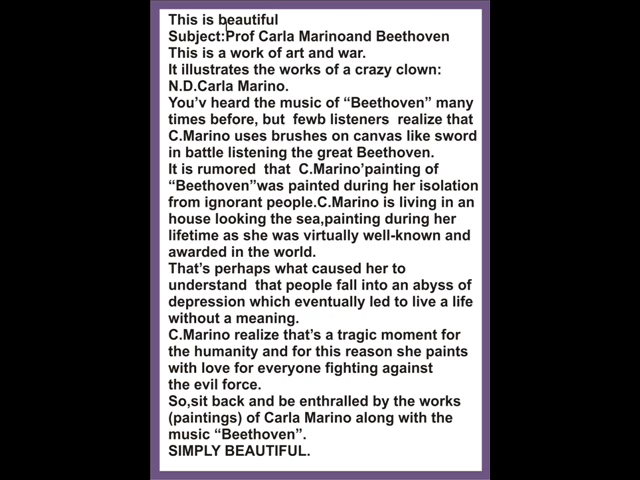 This is beautiful
Subject:Prof Carla Marinoand Beethoven
This is a work of art and war.
It illustrates the works of a crazy clown:
N.D.Carla Marino.
You’v heard the music of “Beethoven” many
times before, but  fewb listeners  realize that
C.Marino uses brushes on canvas like sword
in battle listening the great Beethoven.
It is rumored  that  C.Marino’painting of
“Beethoven”was painted during her isolation
from ignorant people.C.Marino is living in an
house looking the sea,painting during her
lifetime as she was virtually well-known and
awarded in the world.
That’s perhaps what caused her to
understand  that people fall into an abyss of
depression which eventually led to live a life
without a meaning.
C.Marino realize that’s a tragic moment for
the humanity and for this reason she paints
with love for everyone fighting against
the evil force.
So,sit back and be enthralled by the works
(paintings) of Carla Marino along with the
music “Beethoven”.
SIMPLY BEAUTIFUL.